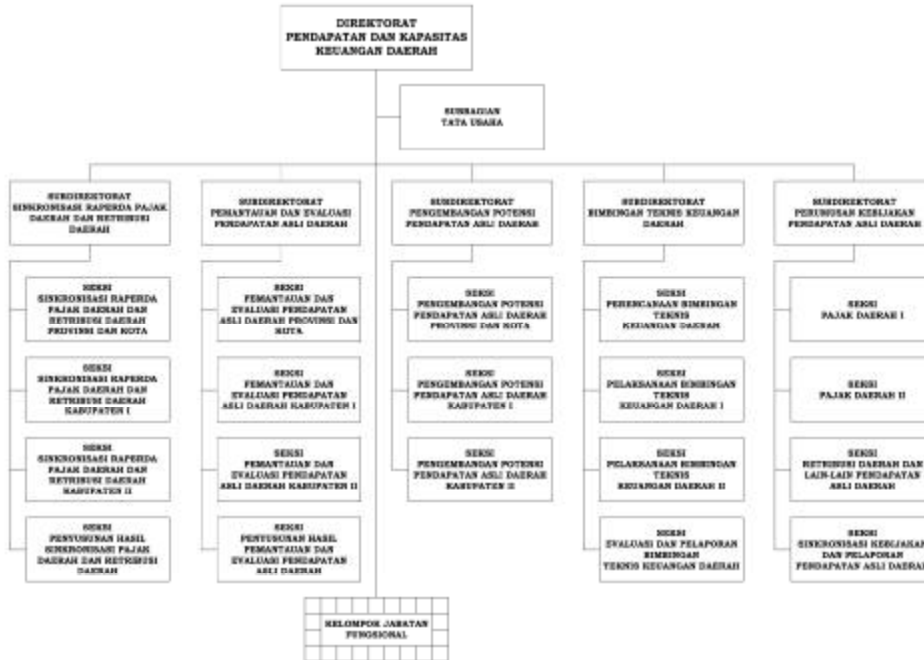 DIREKTORAT
PENDAPATAN DAN KAPASITAS
KEUANGAN DAERAH
SUBBAGIAN
TATA USAHA
SUBDIREKTORAT
SINKRONISASI RAPERDA PAJAK
DAERAH DAN RETRIBUSI
DAERAH
SEKSI
SINKRONISASI RAPERDA
PAJAK DAERAH DAN
RETRIBUSI DAERAH
PROVINSI DAN KOTA
SEKSI
SINKRONISASI RAPERDA
PAJAK DAERAH DAN
RETRIBUSI DAERAH
KABUPATEN I
SEKSI
SINKRONISASI RAPERDA
PAJAK DAERAH DAN
RETRIBUSI DAERAH
KABUPATEN II
SEKSI
PENYUSUNAN HASIL
SINKRONISASI PAJAK
DAERAH DAN RETRIBUSI
DAERAH
SUBDIREKTORAT
PEMANTAUAN DAN EVALUASI
PENDAPATAN ASLI DAERAH
SEKSI
PEMANTAUAN DAN
EVALUASI PENDAPATAN
ASLI DAERAH PROVINSI DAN
KOTA
SEKSI
PEMANTAUAN DAN
EVALUASI PENDAPATAN
ASLI DAERAH KABUPATEN I
SEKSI
PEMANTAUAN DAN
EVALUASI PENDAPATAN
ASLI DAERAH KABUPATEN II
SEKSI
PENYUSUNAN HASIL
PEMANTAUAN DAN
EVALUASI PENDAPATAN
ASLI DAERAH
SUBDIREKTORAT
PENGEMBANGAN POTENSI
PENDAPATAN ASLI DAERAH
SEKSI
PENGEMBANGAN POTENSI
PENDAPATAN ASLI DAERAH
PROVINSI DAN KOTA
SEKSI
PENGEMBANGAN POTENSI
PENDAPATAN ASLI DAERAH
KABUPATEN I
SEKSI
PENGEMBANGAN POTENSI
PENDAPATAN ASLI DAERAH
KABUPATEN II
SUBDIREKTORAT
BIMBINGAN TEKNIS KEUANGAN
DAERAH
SEKSI
PERENCANAAN BIMBINGAN
TEKNIS
KEUANGAN DAERAH
SEKSI
PELAKSANAAN BIMBINGAN
TEKNIS
KEUANGAN DAERAH I
SEKSI
PELAKSANAAN BIMBINGAN
TEKNIS
KEUANGAN DAERAH II
SEKSI
EVALUASI DAN PELAPORAN
BIMBINGAN
TEKNIS KEUANGAN DAERAH
SUBDIREKTORAT
PERUMUSAN KEBIJAKAN
PENDAPATAN ASLI DAERAH
SEKSI
PAJAK DAERAH I
SEKSI
PAJAK DAERAH II
SEKSI
RETRIBUSI DAERAH DAN
LAIN-LAIN PENDAPATAN
ASLI DAERAH
SEKSI
SINKRONISASI KEBIJAKAN
DAN PELAPORAN
PENDAPATAN ASLI DAERAH
KELOMPOK JABATAN
FUNGSIONAL